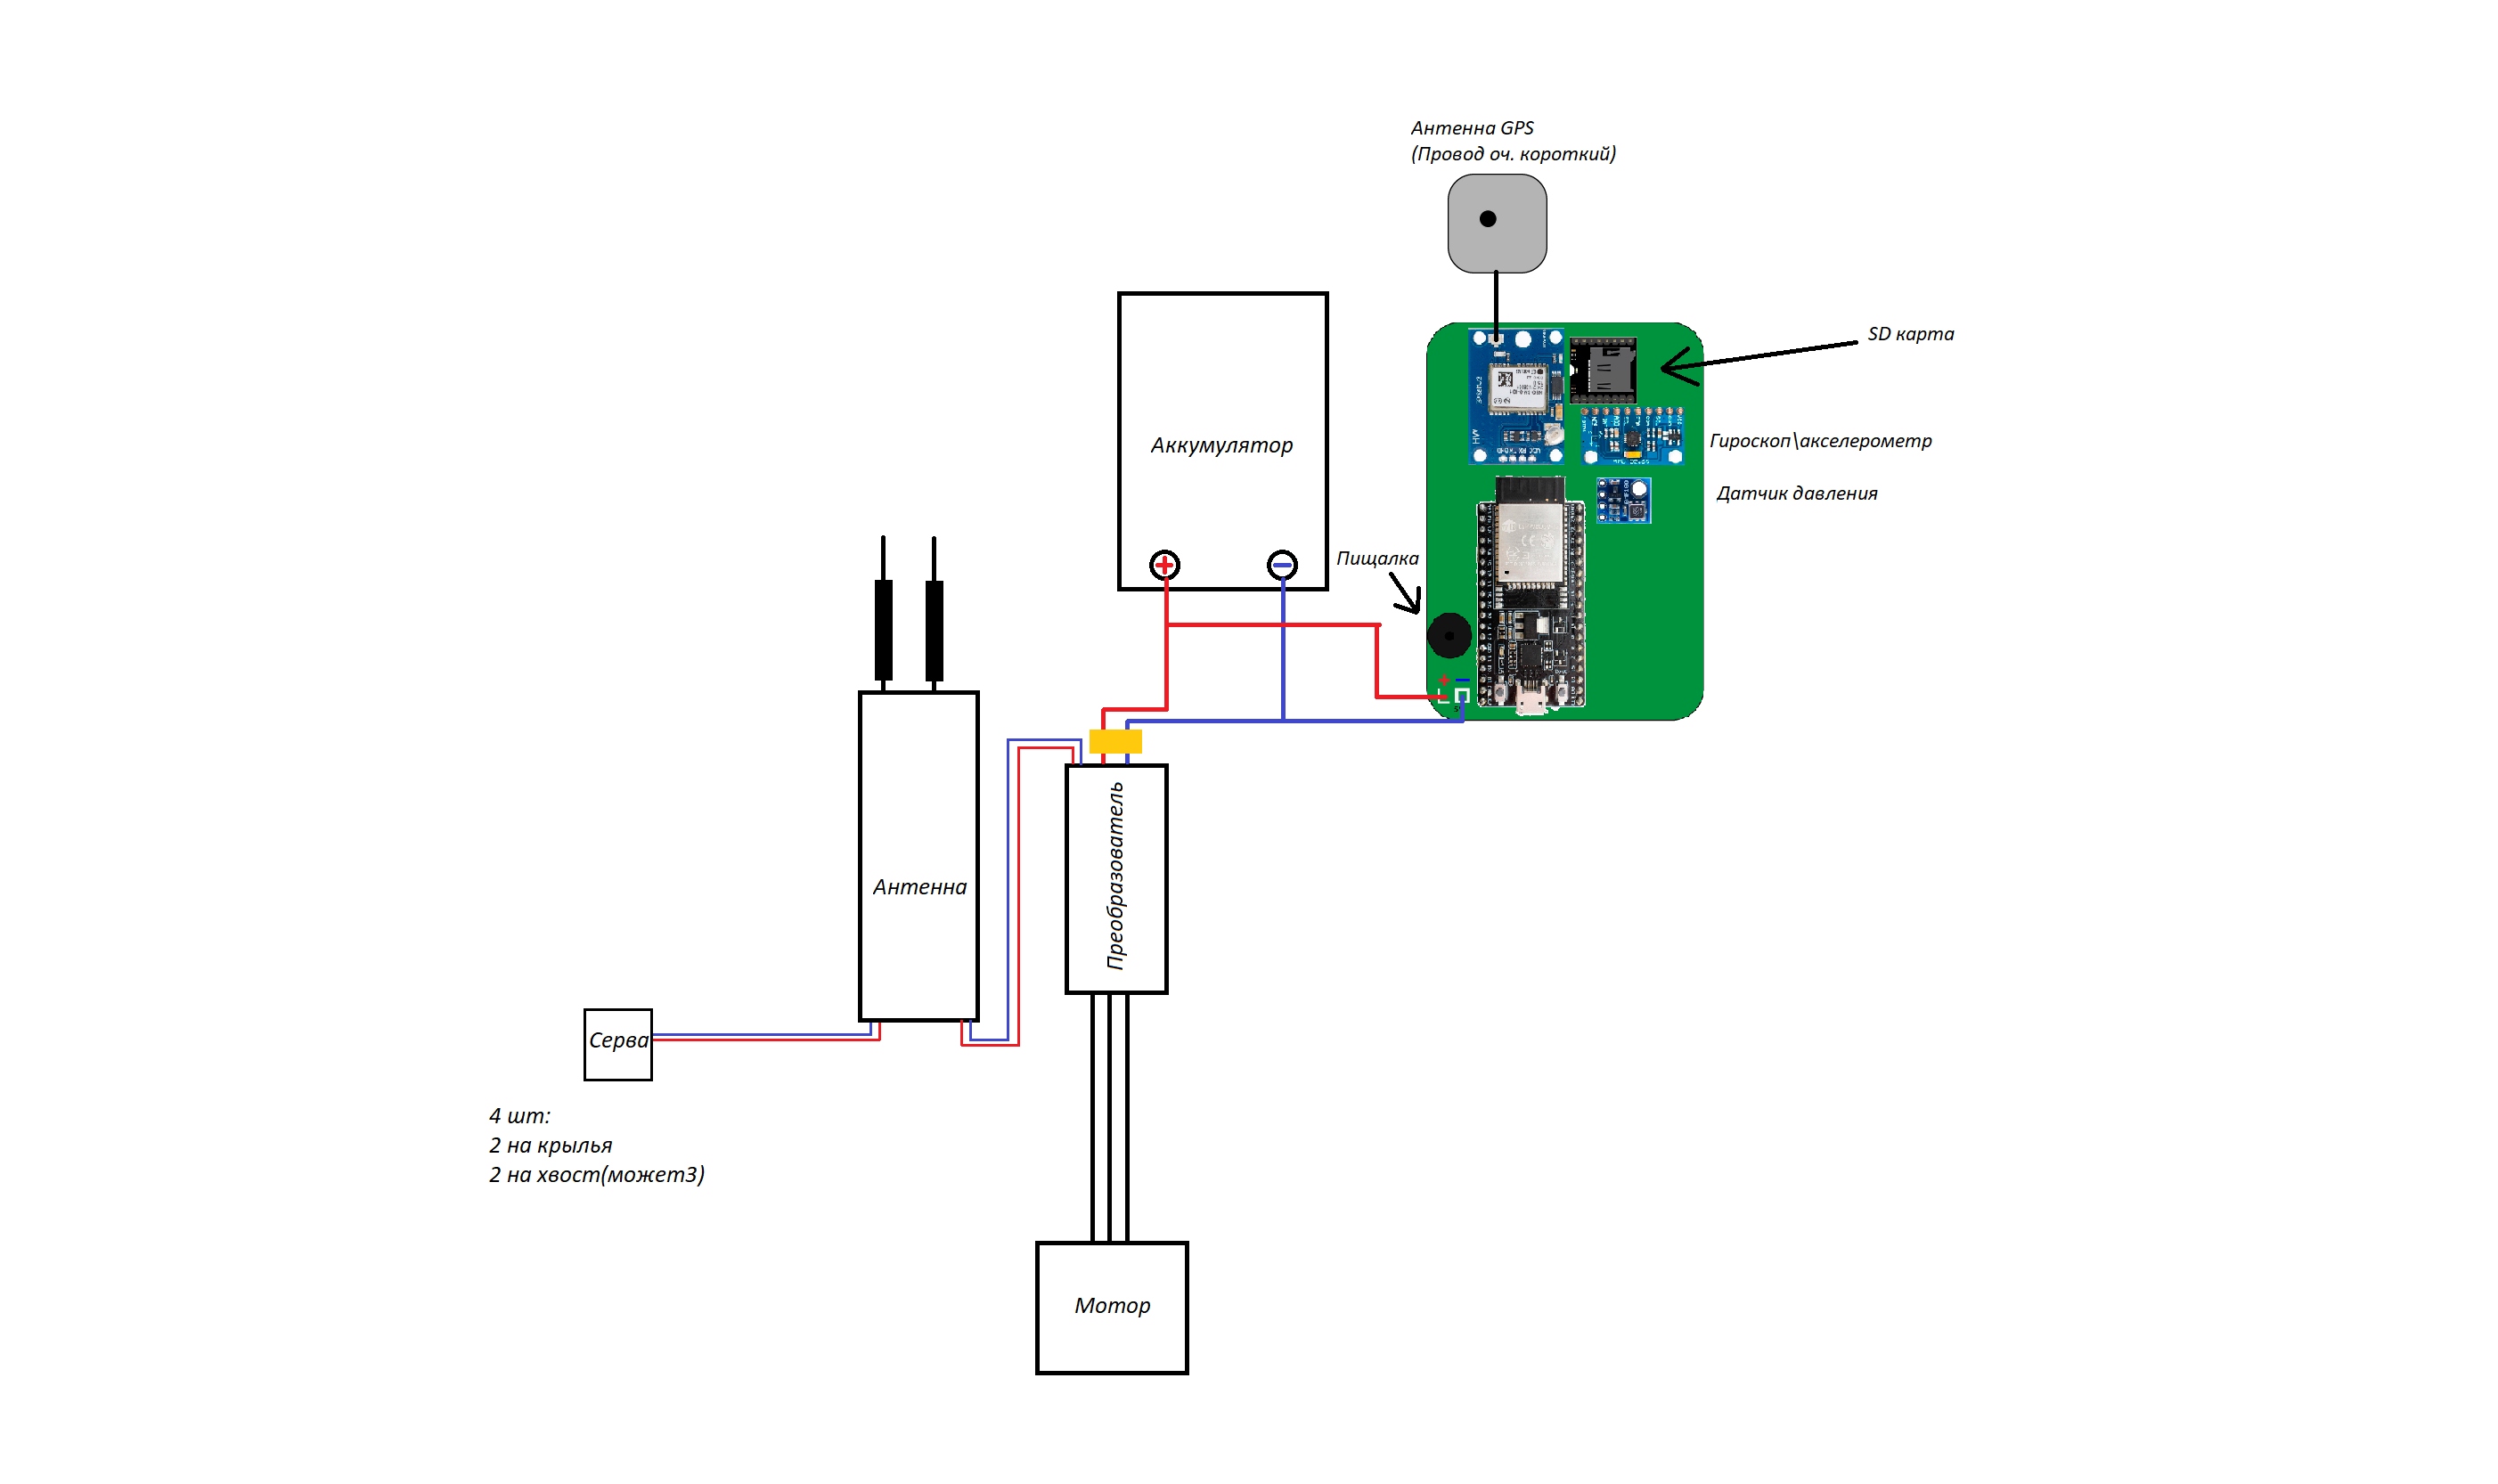 Антенна GPS
(Провод оч. короткий)
SD карта
Аккумулятор
Гироскоп\акселерометр
Датчик давления
Пищалка
+
−
+ −
Преобразователь
Антенна
Серва
4 шт:
2 на крылья
2 на хвост(может3)
Мотор